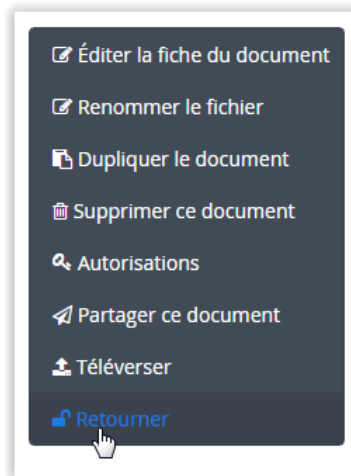 Éditer la fiche du document
Renommer le fichier
Dupliquer le document
Supprimer ce document
Autorisations
Partager ce document
Téléverser
Retourner